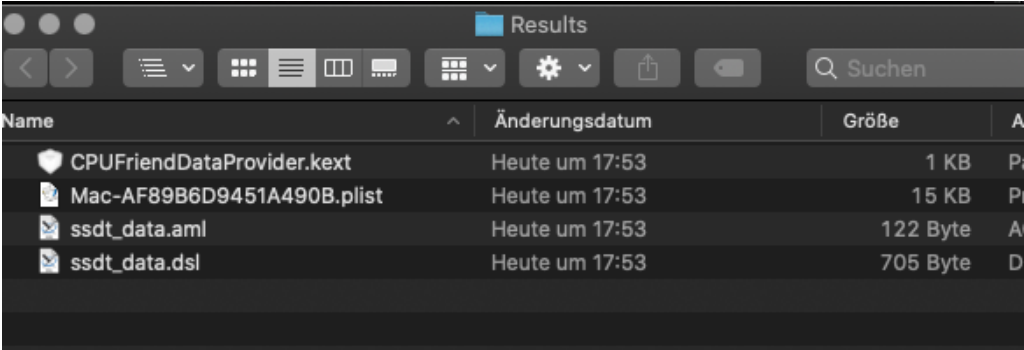 Results
Suchen
Name Änderungsdatum Größe A
CPUFriendDataProvider.kext Heute um 17:53 1 KB Pa
Mac-AF89B6D9451A490B.plist Heute um 17:53 15 KB Pr
ssdt_data.aml Heute um 17:53 122 Byte A
ssdt_data.dsl Heute um 17:53 705 Byte D